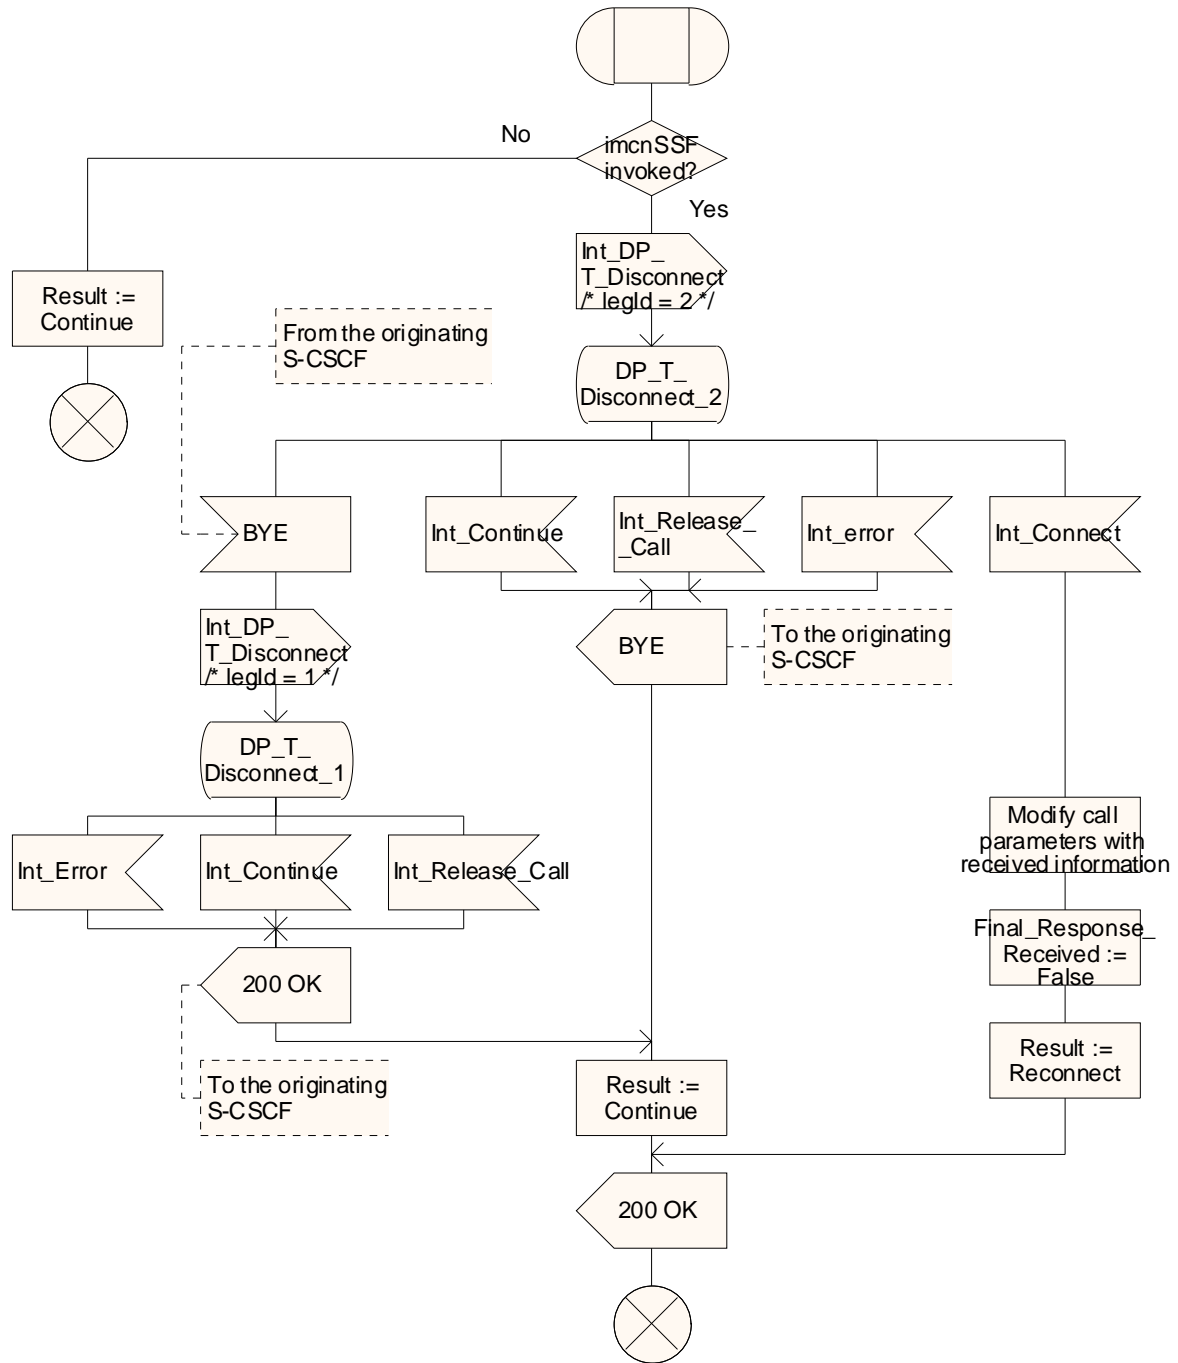 No
imcnSSF
invoked?
Yes
Int_DP_
T_Disconnect
/* legId = 2 */
Result :=
Continue
From the originating
S-CSCF
DP_T_
Disconnect_2
BYE
Int_Continue
Int_Release_
_Call
Int_error
Int_Connect
Int_DP_
T_Disconnect
/* legId = 1 */
BYE
To the originating
S-CSCF
DP_T_
Disconnect_1
Modify call
parameters with
received information
Int_Error
Int_Continue
Int_Release_Call
Final_Response_
Received :=
False
200 OK
Result :=
Reconnect
To the originating
S-CSCF
Result :=
Continue
200 OK